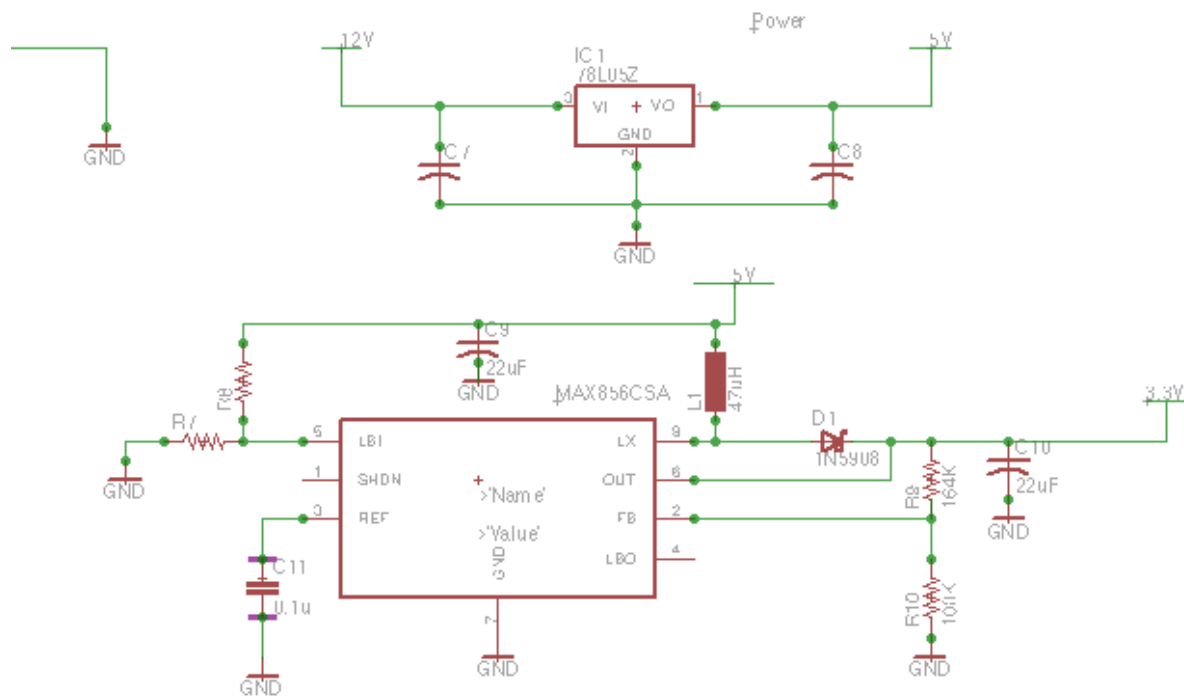 Power
12V
5V
IC1
78L05Z
3
VI
VO
1
GND
2
C7
C8
GND
GND
5V
C9
22uF
GND
R8
R7
GND
MAX856CSA
L1
47uH
D1
1N5908
3.3V
5
LBI
1
SHDN
3
REF
>'Name'
>'Value'
GND
7
LX
OUT
6
FB
2
LBO
4
R9
164K
C10
22uF
GND
R10
GND
C11
0.1u
GND
GND